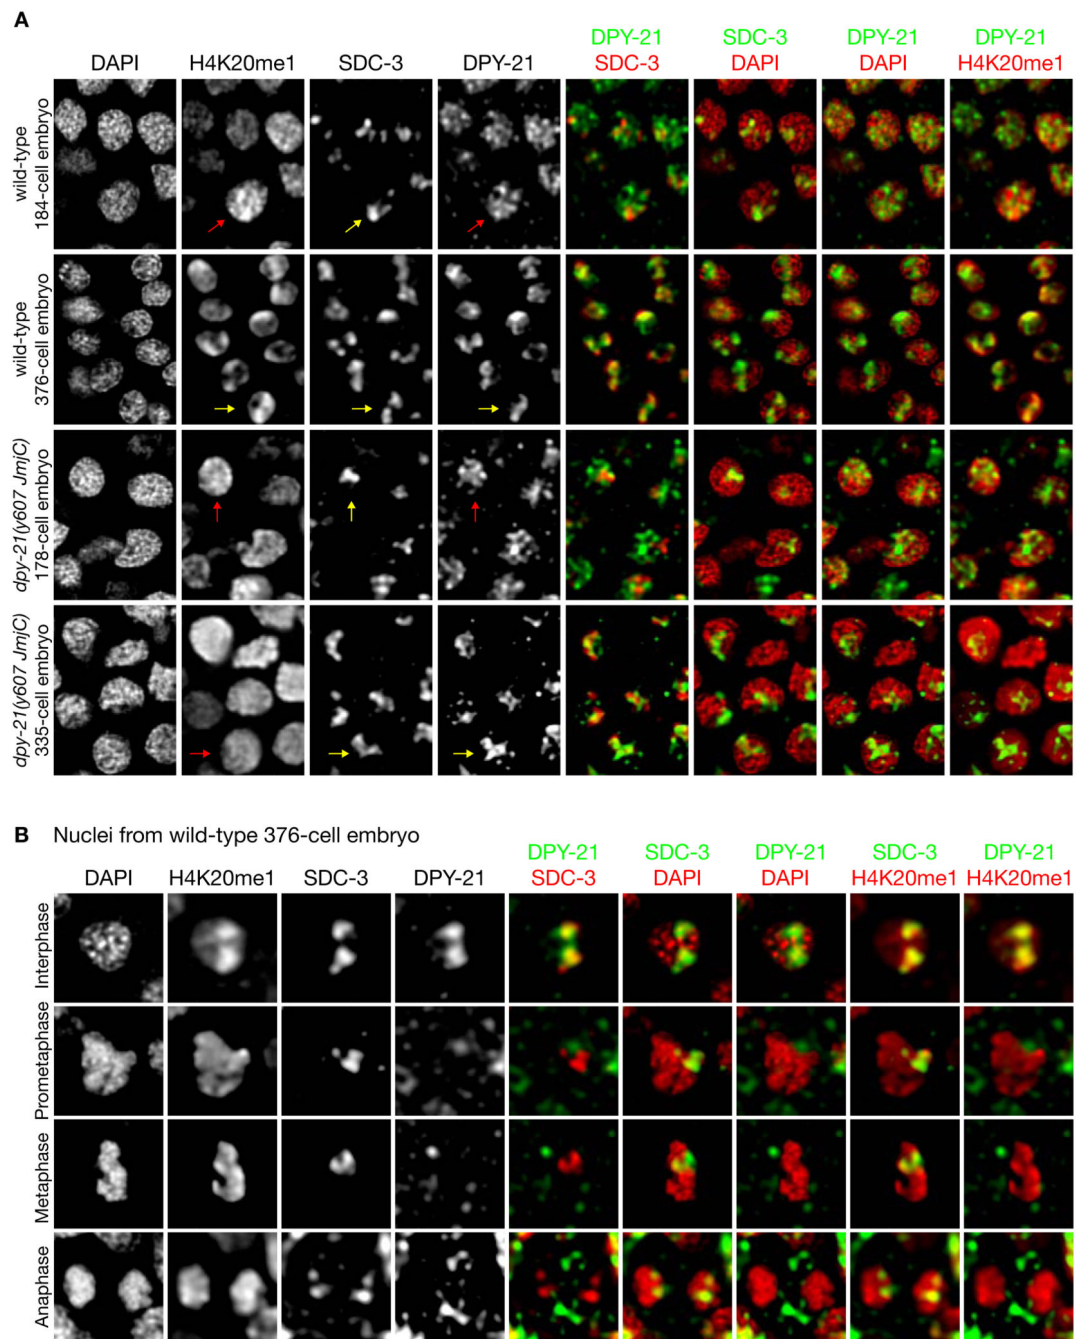 A
DPY-21 SDC-3 DPY-21 DPY-21
DAPI H4K20me1 SDC-3 DPY-21 SDC-3 DAPI DAPI H4K20me1
wild-type
184-cell embryo
wild-type
376-cell embryo
dpy-21(y607 JmjC)
178-cell embryo
dpy-21(y607 JmjC)
335-cell embryo
B Nuclei from wild-type 376-cell embryo
DPY-21 SDC-3 DPY-21 SDC-3 DPY-21
DAPI H4K20me1 SDC-3 DPY-21 SDC-3 DAPI DAPI H4K20me1 H4K20me1
Interphase
Prometaphase
Metaphase
Anaphase